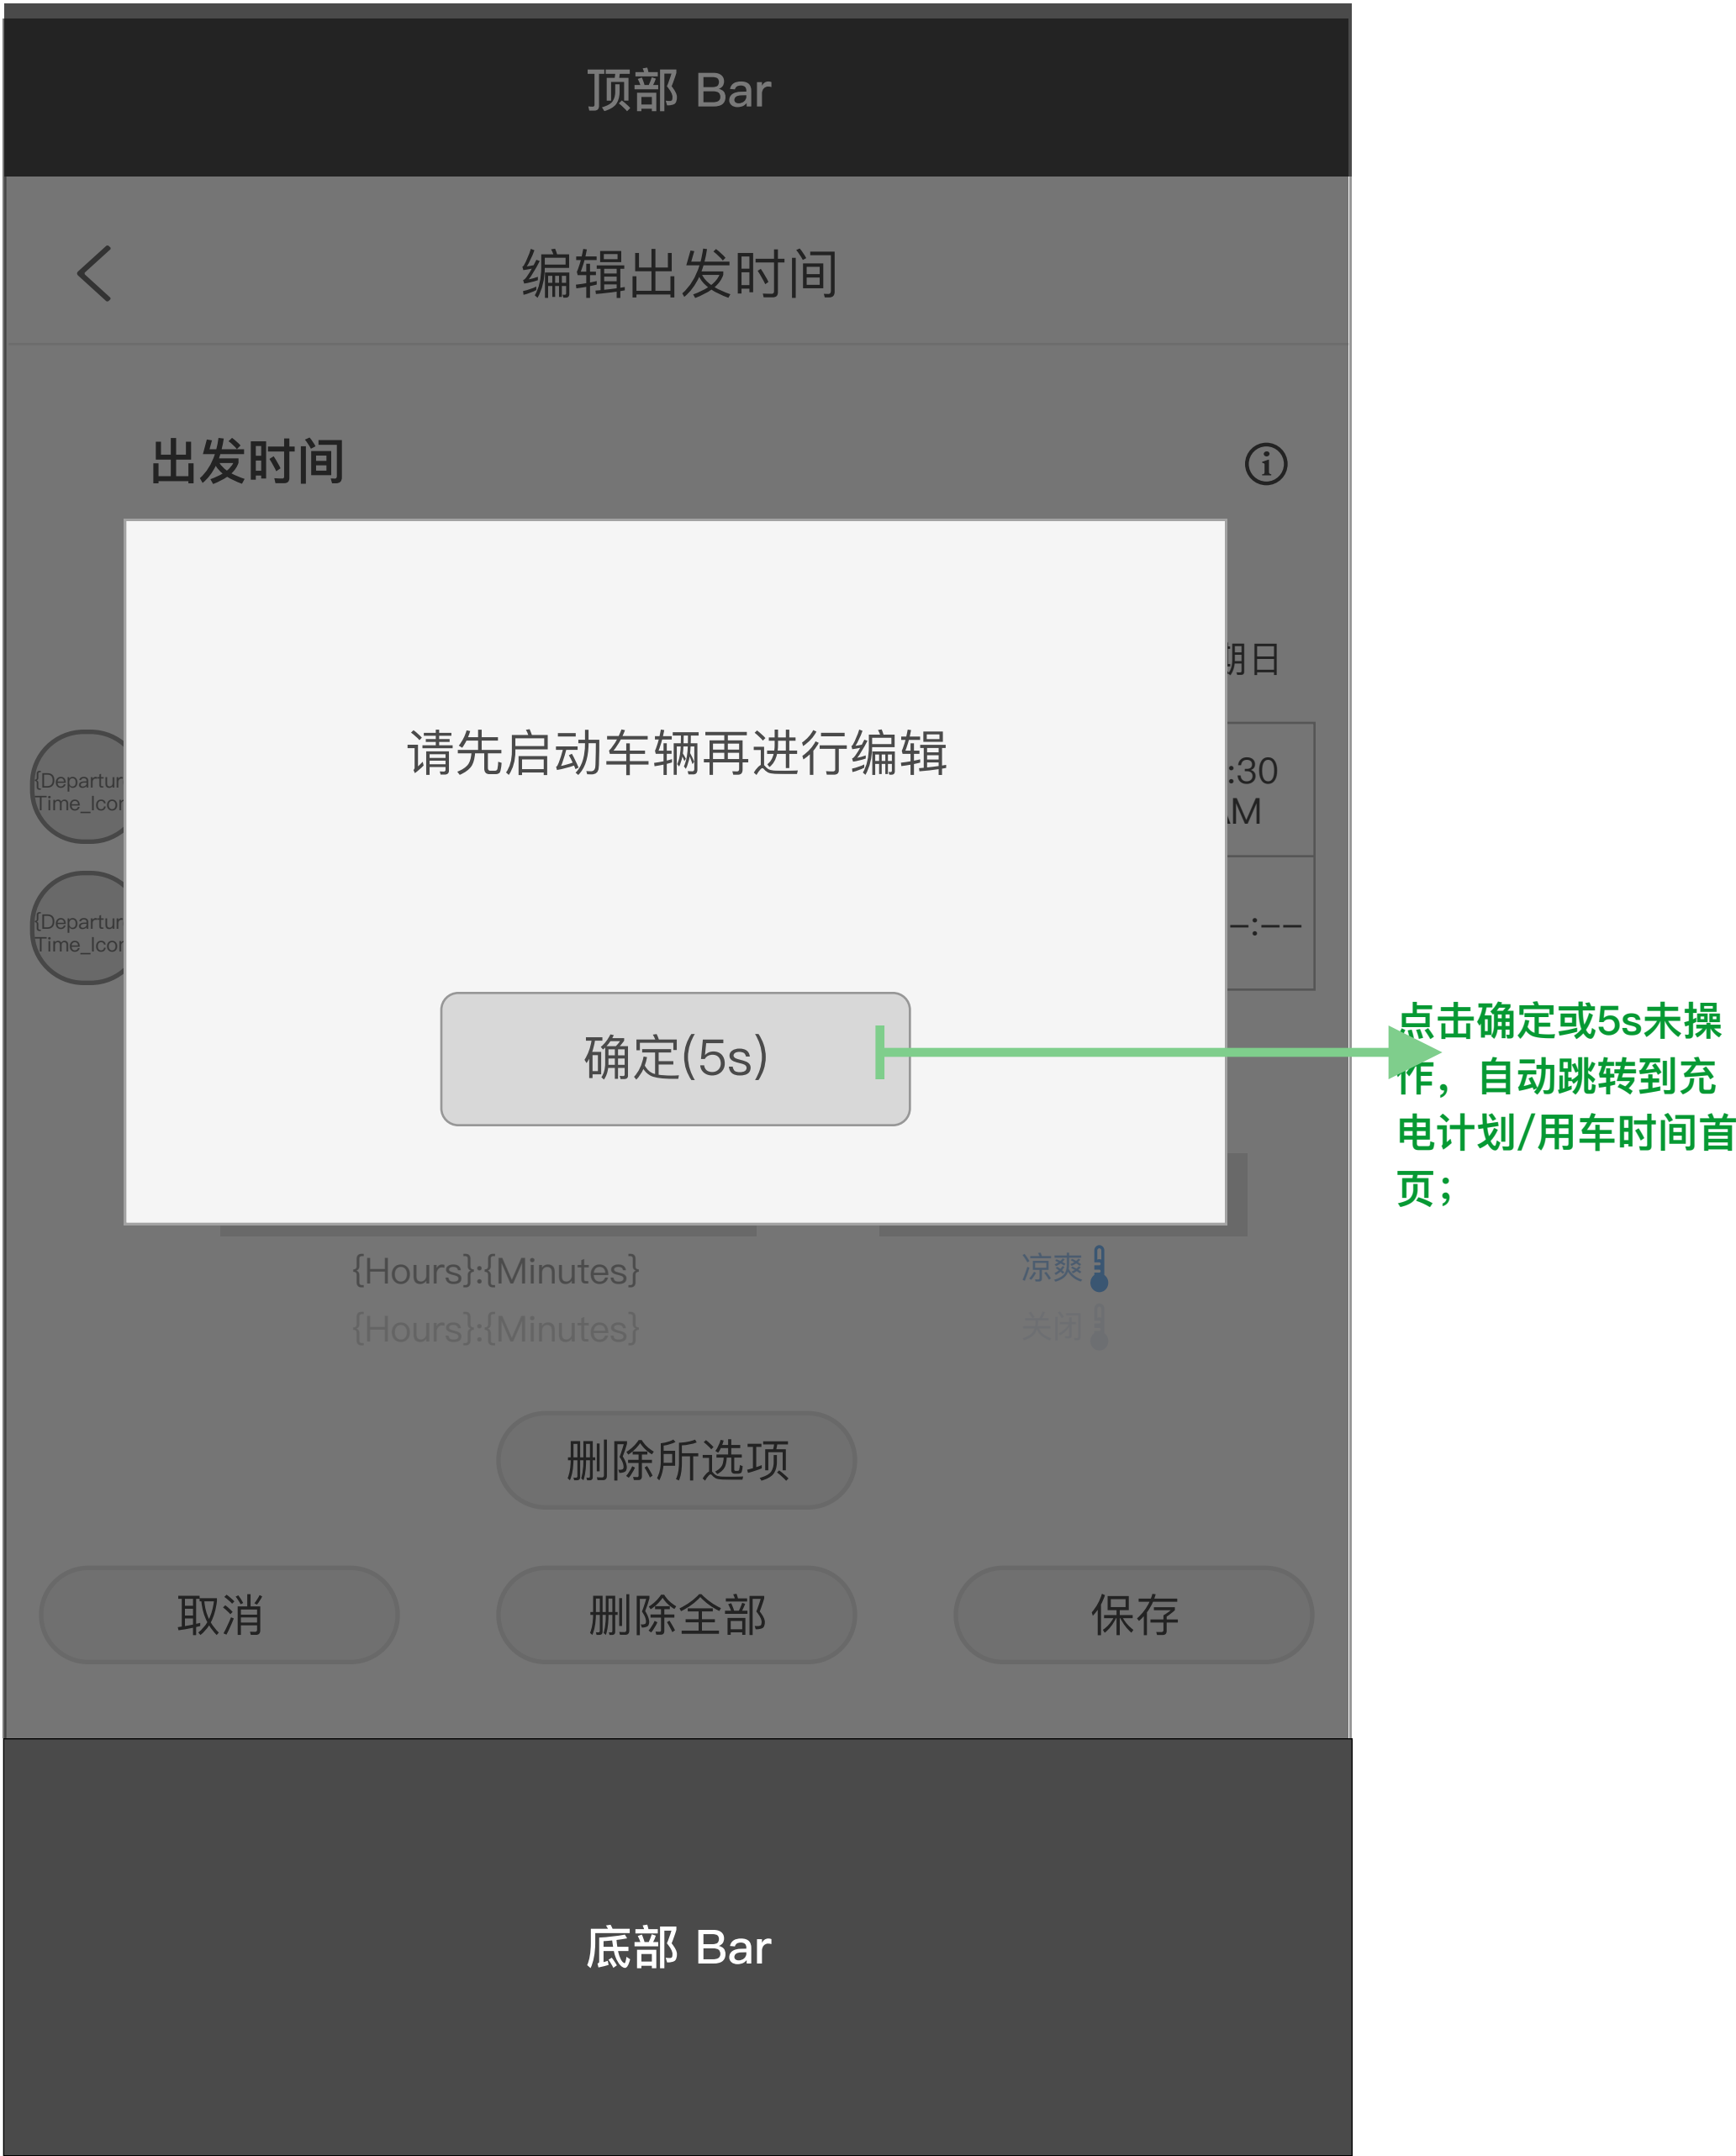 顶部 Bar
编辑出发时间
出发时间
期日
请先启动车辆再进行编辑
{Departur
Time_Icon
:30
AM
{Departur
Time_Icon
--:--
确定(5s)
点击确定或5s未操
作，自动跳转到充
电计划/用车时间首
页；
{Hours}:{Minutes}
凉爽
{Hours}:{Minutes}
关闭
删除所选项
取消
删除全部
保存
底部 Bar